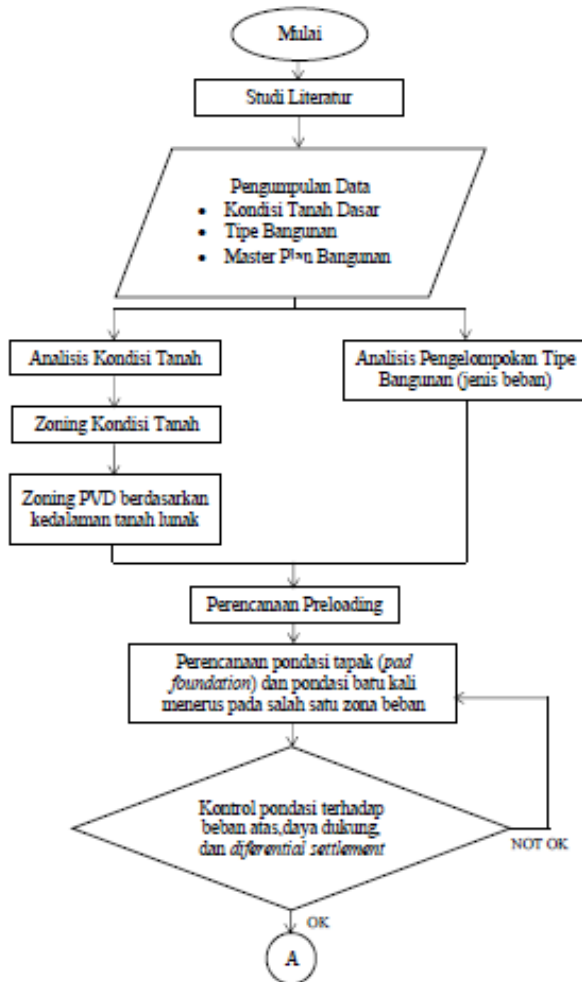 Mulai
Studi Literatur
Pengumpulan Data
• Kondisi Tanah Dasar
• Tipe Bangunan
• Master Plan Bangunan
Analisis Kondisi Tanah
Analisis Pengelompokan Tipe
Bangunan (jenis beban)
Zoning Kondisi Tanah
Zoning PVD berdasarkan
kedalaman tanah lunak
Perencanaan Preloading
Perencanaan pondasi tapak (pad
foundation) dan pondasi batu kali
menerus pada salah satu zona beban
Kontrol pondasi terhadap
beban atas,daya dukung,
dan diferential settlement
NOT OK
OK
A